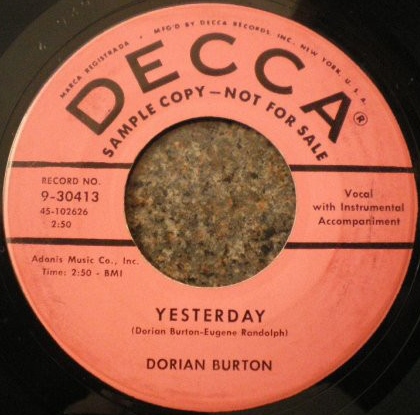 MARCA REGISTRADA • MFG'D BY DECCA RECORDS, INC., NEW YORK, U.S.A.
DECCA®
SAMPLE COPY—NOT FOR SALE
RECORD NO.
9-30413
45-102626
2:50
Vocal
with Instrumental
Accompaniment
Adonis Music Co., Inc.
Time: 2:50 - BMI
YESTERDAY
(Dorian Burton-Eugene Randolph)
DORIAN BURTON